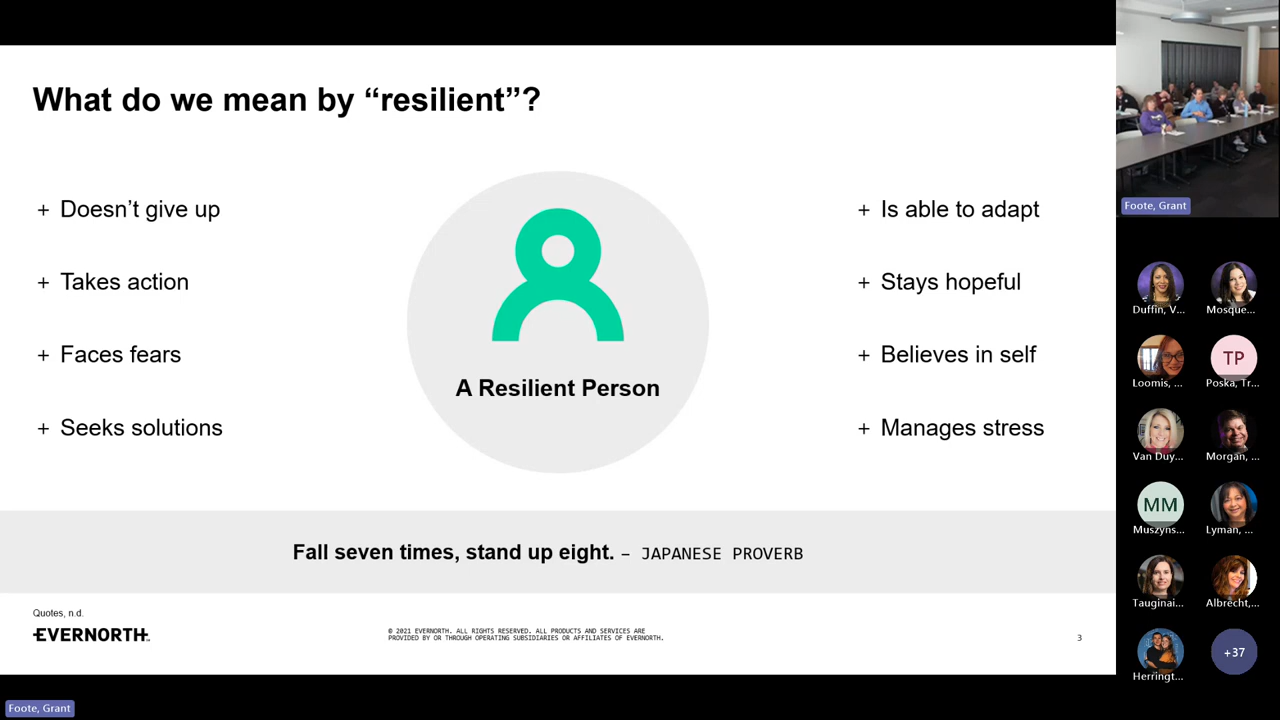 What do we mean by “resilient”?
+ Doesn’t give up
+ Takes action
+ Faces fears
+ Seeks solutions
A Resilient Person
+ Is able to adapt
+ Stays hopeful
+ Believes in self
+ Manages stress
Fall seven times, stand up eight. – JAPANESE PROVERB
Quotes, n.d.
EVERNORTH
© 2021 EVERNORTH. ALL RIGHTS RESERVED. ALL PRODUCTS AND SERVICES ARE
PROVIDED BY OR THROUGH OPERATING SUBSIDIARIES OR AFFILIATES OF EVERNORTH.
3
Foote, Grant
Foote, Grant
Duffin, V...
Mosque...
Loomis, ...
TP
Poska, Tr...
Van Duy...
Morgan, ...
MM
Muszyns...
Lyman, ...
Tauginai...
Albrecht,...
Herringt...
+37